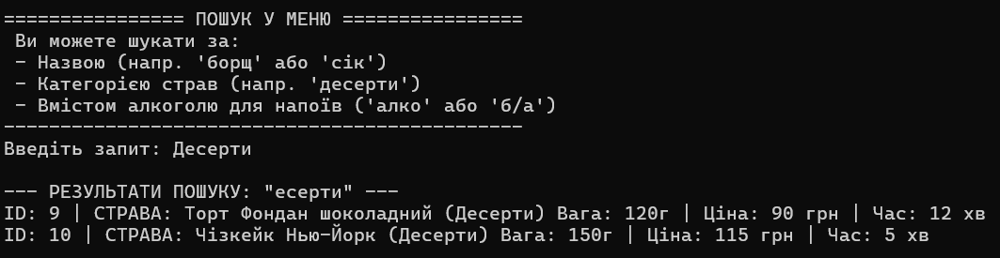 ================ ПОШУК У МЕНЮ ================
Ви можете шукати за:
- Назвою (напр. 'борщ' або 'сік')
- Категорією страв (напр. 'десерти')
- Вмістом алкоголю для напоїв ('алко' або 'б/а')
----------------------------------------------
Введіть запит: Десерти
--- РЕЗУЛЬТАТИ ПОШУКУ: "есерти" ---
ID: 9 | СТРАВА: Торт Фондан шоколадний (Десерти) Вага: 120г | Ціна: 90 грн | Час: 12 хв
ID: 10 | СТРАВА: Чізкейк Нью-Йорк (Десерти) Вага: 150г | Ціна: 115 грн | Час: 5 хв